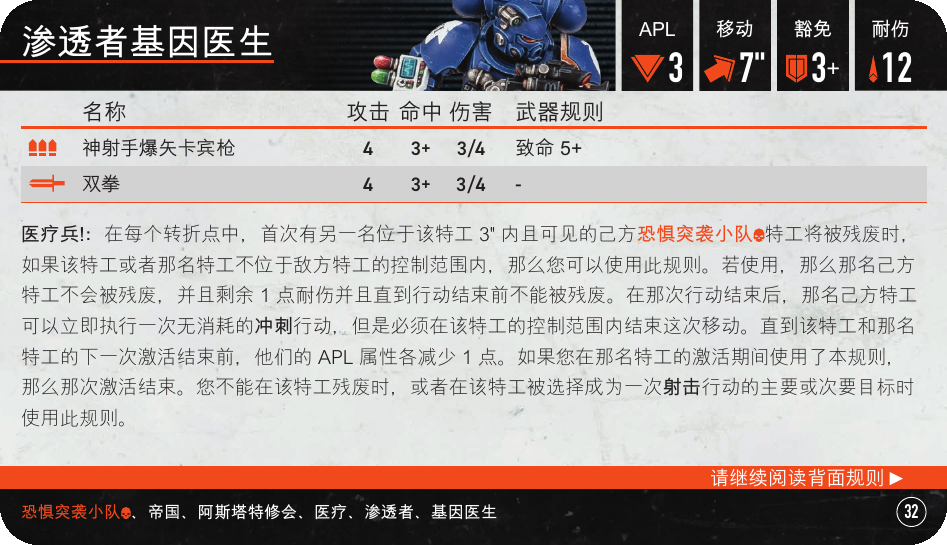 渗透者基因医生
APL 移动 豁免 耐伤
3 7" 3+ 12
名称 攻击 命中 伤害 武器规则
神射手爆矢卡宾枪 4 3+ 3/4 致命 5+
双拳 4 3+ 3/4 -
医疗兵!：在每个转折点中，首次有另一名位于该特工 3" 内且可见的己方恐惧突袭小队特工将被残废时，
如果该特工或者那名特工不位于敌方特工的控制范围内，那么您可以使用此规则。若使用，那么那名己方
特工不会被残废，并且剩余 1 点耐伤并且直到行动结束前不能被残废。在那次行动结束后，那名己方特工
可以立即执行一次无消耗的冲刺行动，但是必须在该特工的控制范围内结束这次移动。直到该特工和那名
特工的下一次激活结束前，他们的 APL 属性各减少 1 点。如果您在那名特工的激活期间使用了本规则，
那么那次激活结束。您不能在该特工残废时，或者在该特工被选择成为一次射击行动的主要或次要目标时
使用此规则。
请继续阅读背面规则 ▶
恐惧突袭小队、帝国、阿斯塔特修会、医疗、渗透者、基因医生
32